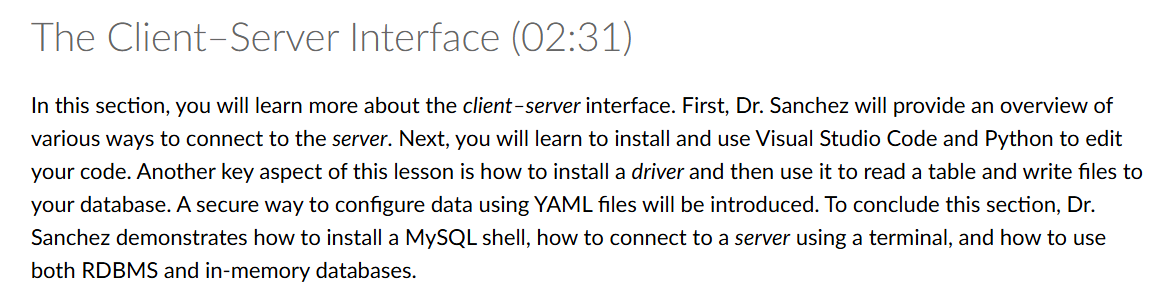 The Client–Server Interface (02:31)
In this section, you will learn more about the client–server interface. First, Dr. Sanchez will provide an overview of
various ways to connect to the server. Next, you will learn to install and use Visual Studio Code and Python to edit
your code. Another key aspect of this lesson is how to install a driver and then use it to read a table and write files to
your database. A secure way to configure data using YAML files will be introduced. To conclude this section, Dr.
Sanchez demonstrates how to install a MySQL shell, how to connect to a server using a terminal, and how to use
both RDBMS and in-memory databases.